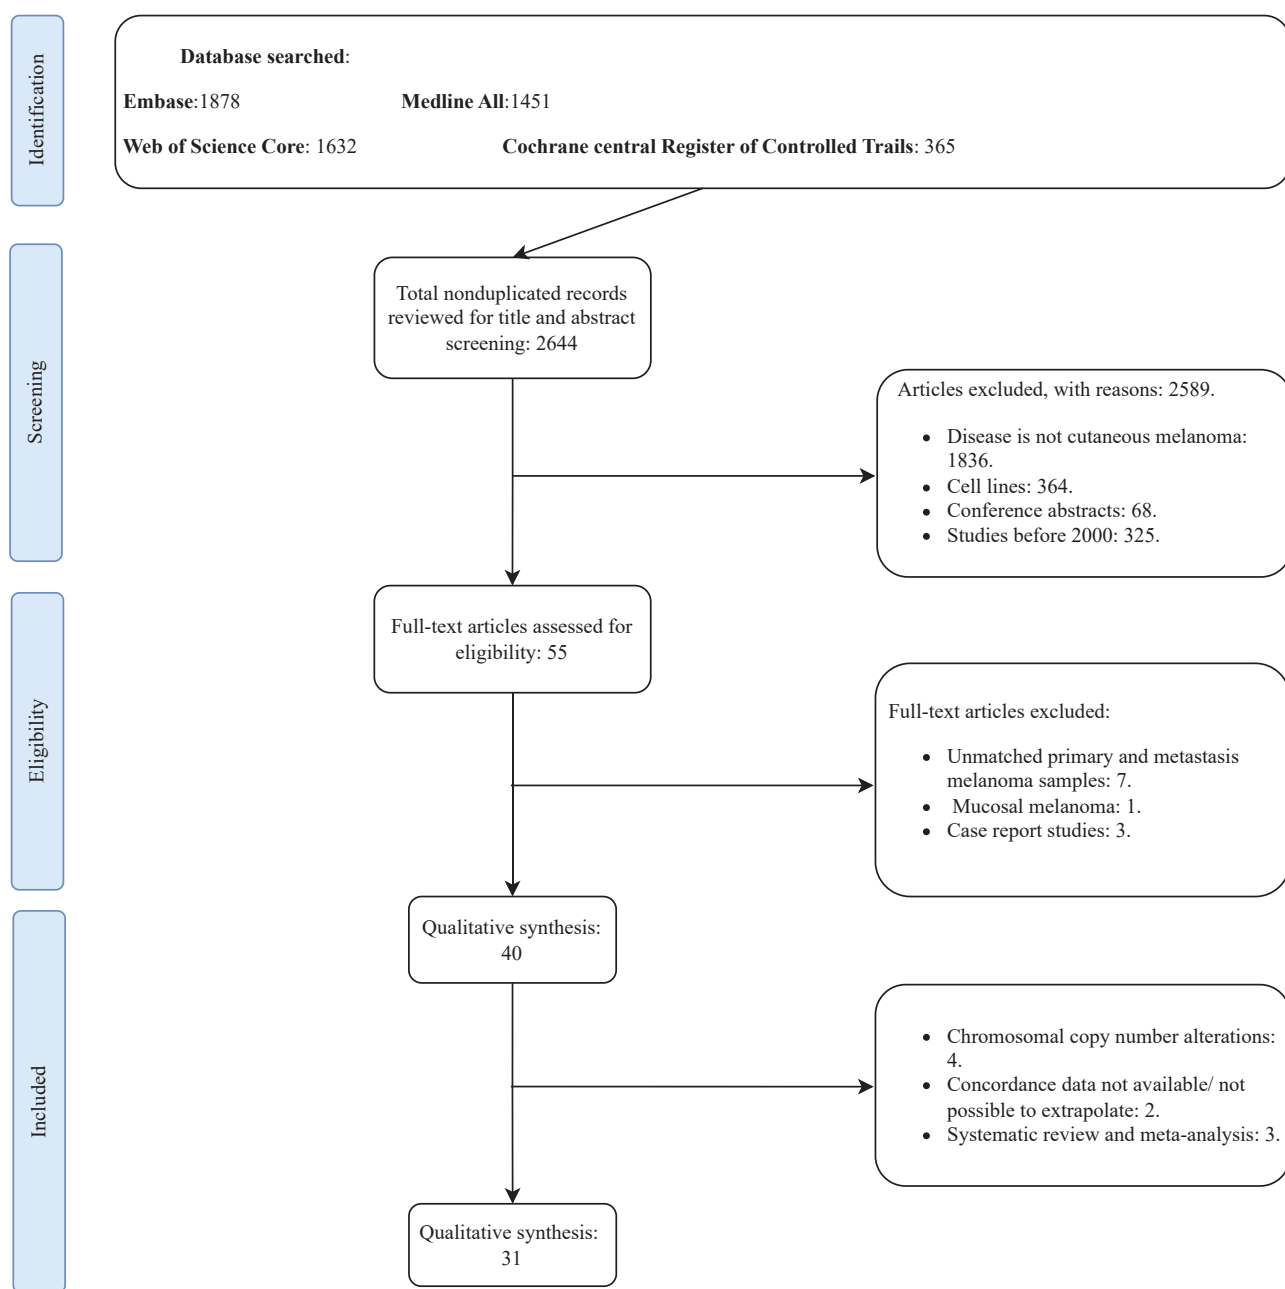 Identification
Database searched:
Embase:1878 Medline All:1451
Web of Science Core: 1632 Cochrane central Register of Controlled Trails: 365
Screening
Total nonduplicated records
reviewed for title and abstract
screening: 2644
Articles excluded, with reasons: 2589.
• Disease is not cutaneous melanoma:
1836.
• Cell lines: 364.
• Conference abstracts: 68.
• Studies before 2000: 325.
Eligibility
Full-text articles assessed for
eligibility: 55
Full-text articles excluded:
• Unmatched primary and metastasis
melanoma samples: 7.
• Mucosal melanoma: 1.
• Case report studies: 3.
Included
Qualitative synthesis:
40
• Chromosomal copy number alterations:
4.
• Concordance data not available/ not
possible to extrapolate: 2.
• Systematic review and meta-analysis: 3.
Qualitative synthesis:
31